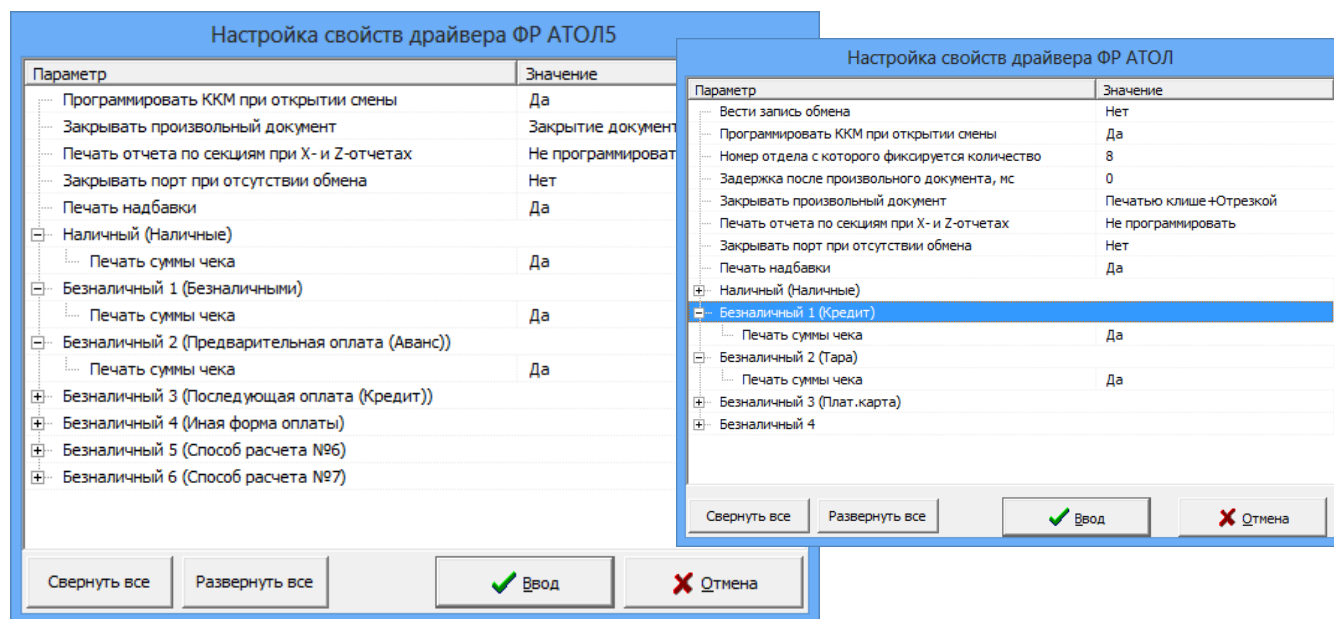 Настройка свойств драйвера ФР АТОЛ5
Параметр Значение
Программировать ККМ при открытии смены Да
Закрывать произвольный документ Закрытие документ
Печать отчета по секциям при X- и Z-отчетах Не программироват
Закрывать порт при отсутствии обмена Нет
Печать надбавки Да
Наличный (Наличные)
Печать суммы чека Да
Безналичный 1 (Безналичными)
Печать суммы чека Да
Безналичный 2 (Предварительная оплата (Аванс))
Печать суммы чека Да
Безналичный 3 (Последующая оплата (Кредит))
Безналичный 4 (Иная форма оплаты)
Безналичный 5 (Способ расчета №6)
Безналичный 6 (Способ расчета №7)
Свернуть все Развернуть все Ввод Отмена
Настройка свойств драйвера ФР АТОЛ
Параметр Значение
Вести запись обмена Нет
Программировать ККМ при открытии смены Да
Номер отдела с которого фиксируется количество 8
Задержка после произвольного документа, мс 0
Закрывать произвольный документ Печатью клише+Отрезкой
Печать отчета по секциям при X- и Z-отчетах Не программировать
Закрывать порт при отсутствии обмена Нет
Печать надбавки Да
Наличный (Наличные)
Безналичный 1 (Кредит)
Печать суммы чека Да
Безналичный 2 (Тара)
Печать суммы чека Да
Безналичный 3 (Плат.карта)
Безналичный 4
Свернуть все Развернуть все Ввод Отмена